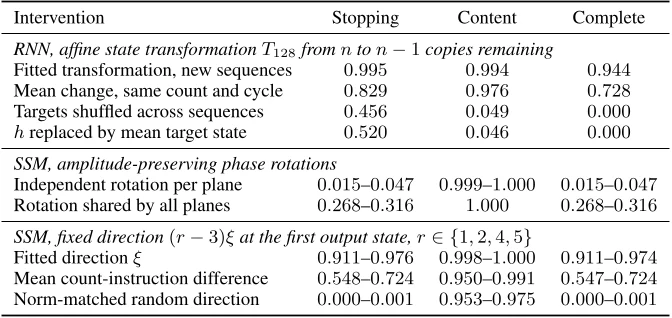 Intervention Stopping Content Complete
RNN, affine state transformation T₁₂₈ from n to n − 1 copies remaining
Fitted transformation, new sequences 0.995 0.994 0.944
Mean change, same count and cycle 0.829 0.976 0.728
Targets shuffled across sequences 0.456 0.049 0.000
h replaced by mean target state 0.520 0.046 0.000
SSM, amplitude-preserving phase rotations
Independent rotation per plane 0.015–0.047 0.999–1.000 0.015–0.047
Rotation shared by all planes 0.268–0.316 1.000 0.268–0.316
SSM, fixed direction (r − 3)ξ at the first output state, r ∈ {1, 2, 4, 5}
Fitted direction ξ 0.911–0.976 0.998–1.000 0.911–0.974
Mean count-instruction difference 0.548–0.724 0.950–0.991 0.547–0.724
Norm-matched random direction 0.000–0.001 0.953–0.975 0.000–0.001